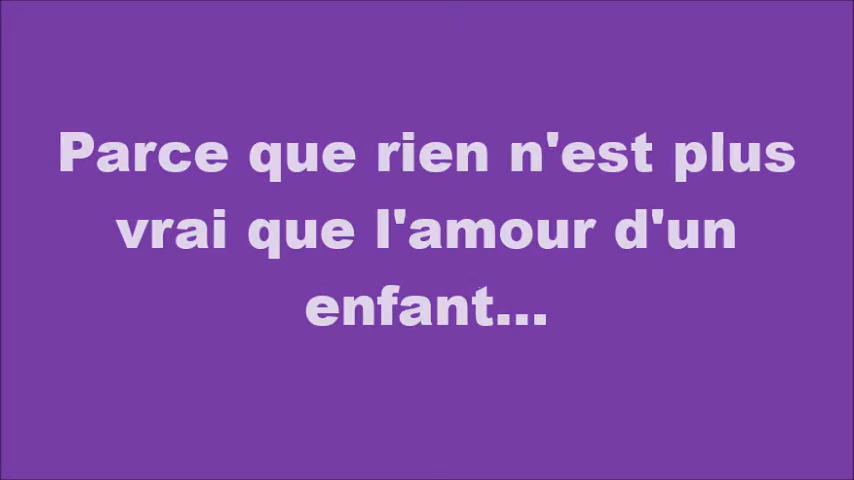 Parce que rien n'est plus
vrai que l'amour d'un
enfant...